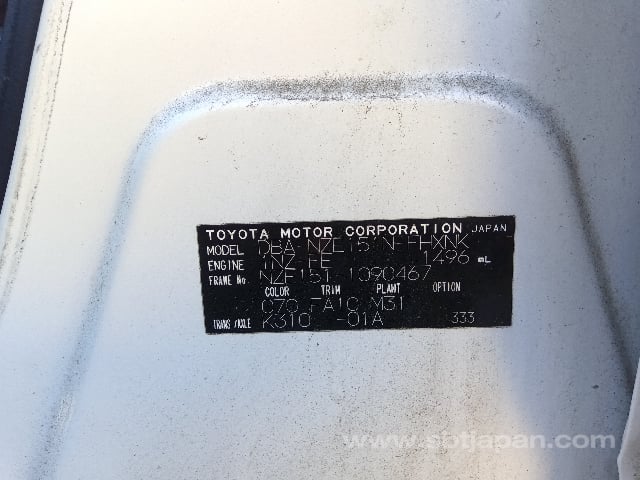 TOYOTA MOTOR CORPORATION JAPAN
MODEL DBA-NZE151N-FHXNK
ENGINE 1NZ-FE 1496 mL
FRAME No. NZE151-1090467
COLOR TRIM PLANT OPTION
070 FA10 M31
TRANS/AXLE K310 -01A 333
www.sbtjapan.com